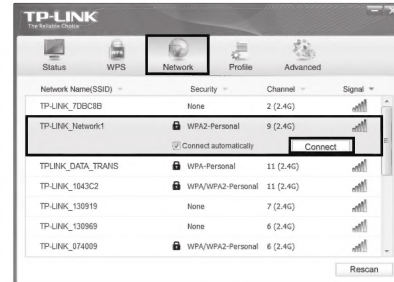 TP-LINK
The Reliable Choice
Status WPS Network Profile Advanced
Network Name(SSID) Security Channel Signal
TP-LINK_7DBC8B None 2 (2.4G)
TP-LINK_Network1 WPA2-Personal 9 (2.4G)
Connect automatically Connect
TPLINK_DATA_TRANS WPA-Personal 11 (2.4G)
TP-LINK_1043C2 WPA/WPA2-Personal 11 (2.4G)
TP-LINK_130919 None 7 (2.4G)
TP-LINK_130969 None 6 (2.4G)
TP-LINK_074009 WPA/WPA2-Personal 6 (2.4G)
Rescan